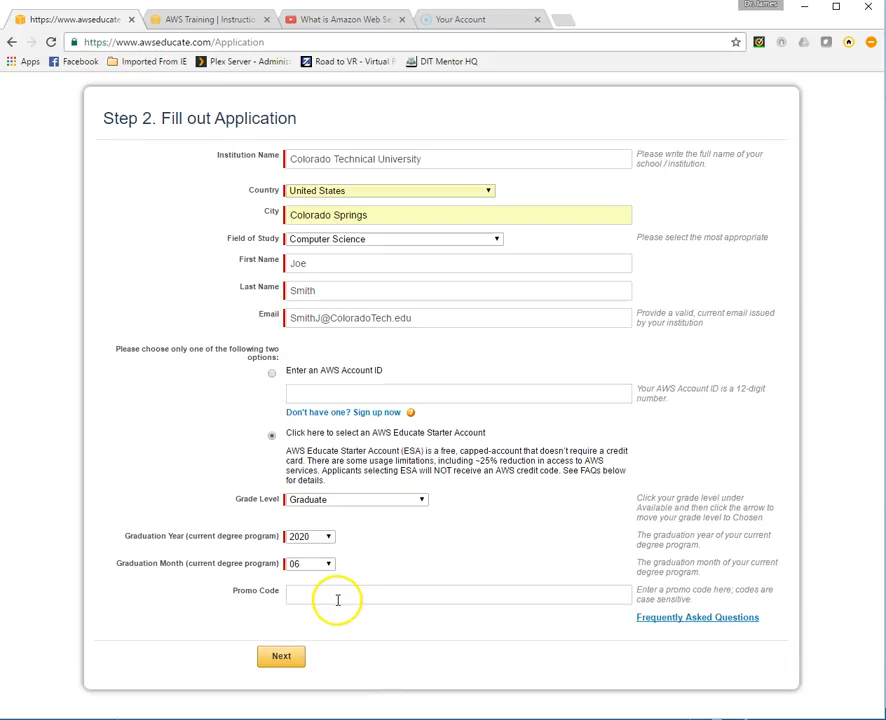 Dr.James
https://www.awseducate
AWS Training | Instructio
What is Amazon Web Se
Your Account
https://www.awseducate.com/Application
Apps
Facebook
Imported From IE
Plex Server - Adminis
Road to VR - Virtual
DIT Mentor HQ
Step 2. Fill out Application
Institution Name
Colorado Technical University
Please write the full name of your
school / institution.
Country
United States
City
Colorado Springs
Field of Study
Computer Science
Please select the most appropriate
First Name
Joe
Last Name
Smith
Email
SmithJ@ColoradoTech.edu
Provide a valid, current email issued
by your institution
Please choose only one of the following two
options:
Enter an AWS Account ID
Your AWS Account ID is a 12-digit
number.
Don't have one? Sign up now
Click here to select an AWS Educate Starter Account
AWS Educate Starter Account (ESA) is a free, capped-account that doesn't require a credit
card. There are some usage limitations, including ~25% reduction in access to AWS
services. Applicants selecting ESA will NOT receive an AWS credit code. See FAQs below
for details.
Grade Level
Graduate
Click your grade level under
Available and then click the arrow to
move your grade level to Chosen
Graduation Year (current degree program)
2020
The graduation year of your current
degree program.
Graduation Month (current degree program)
06
The graduation month of your current
degree program.
Promo Code
Enter a promo code here; codes are
case sensitive.
Frequently Asked Questions
Next